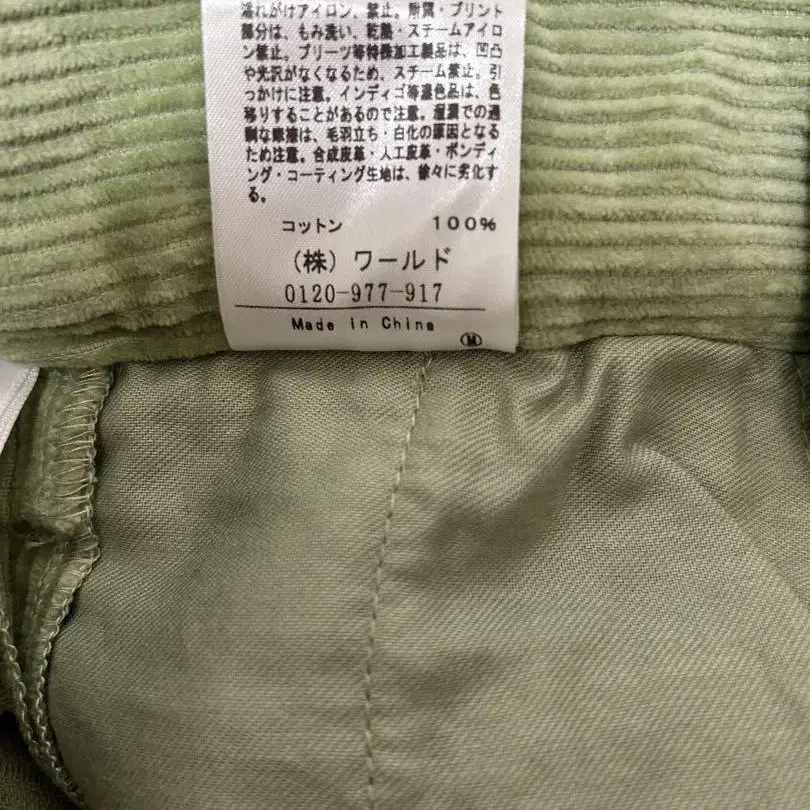 濡れがけアイロン、禁止。附属・プリント
部分は、もみ洗い、乾燥・スチームアイロ
ン禁止。プリーツ等特殊加工製品は、凹凸
や光沢がなくなるため、スチーム禁止。引
っかけに注意。インディゴ等濃色品は、色
移りすることがあるので注意。湿潤での過
剰な摩擦は、毛羽立ち・白化の原因となる
ため注意。合成皮革・人工皮革・ボンディ
ング・コーティング生地は、徐々に劣化す
る。
コットン 100%
(株)ワールド
0120-977-917
Made in China
M